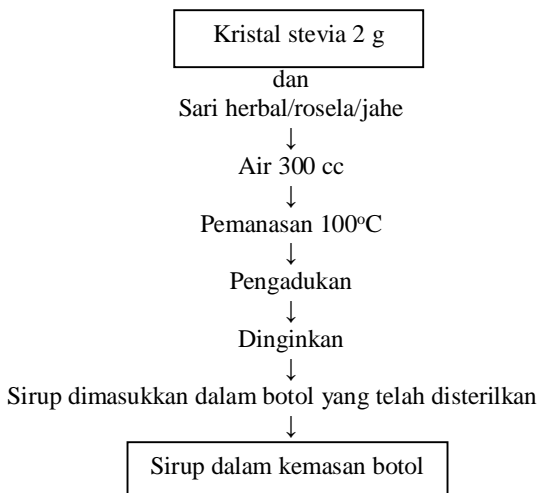 Kristal stevia 2 g
dan
Sari herbal/rosela/jahe
↓
Air 300 cc
↓
Pemanasan 100°C
↓
Pengadukan
↓
Dinginkan
↓
Sirup dimasukkan dalam botol yang telah disterilkan
↓
Sirup dalam kemasan botol